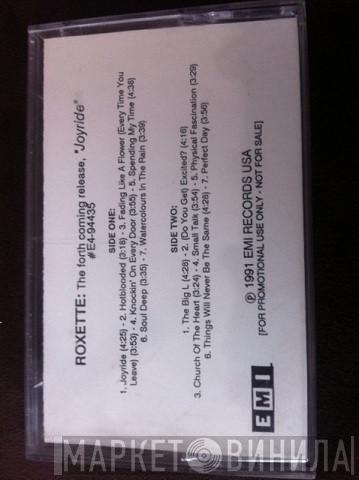 ROXETTE: The forth coming release, "Joyride"
#E4-94435
SIDE ONE:
1. Joyride (4:25) - 2. Hotblooded (3:18) - 3. Fading Like A Flower (Every Time You
Leave) (3:53) - 4. Knockin' On Every Door (3:55) - 5. Spending My Time (4:38)
6. Soul Deep (3:35) - 7. Watercolours In The Rain (3:39)
SIDE TWO:
1. The Big L (4:28) - 2. (Do You Get) Excited? (4:16)
3. Church Of The Heart (3:24) - 4. Small Talk (3:54) - 5. Physical Fascination (3:29)
6. Things Will Never Be The Same (4:28) - 7. Perfect Day (3:56)
℗ 1991 EMI RECORDS USA
[FOR PROMOTIONAL USE ONLY - NOT FOR SALE]
EMI
МАРКЕТ ВИНИЛА